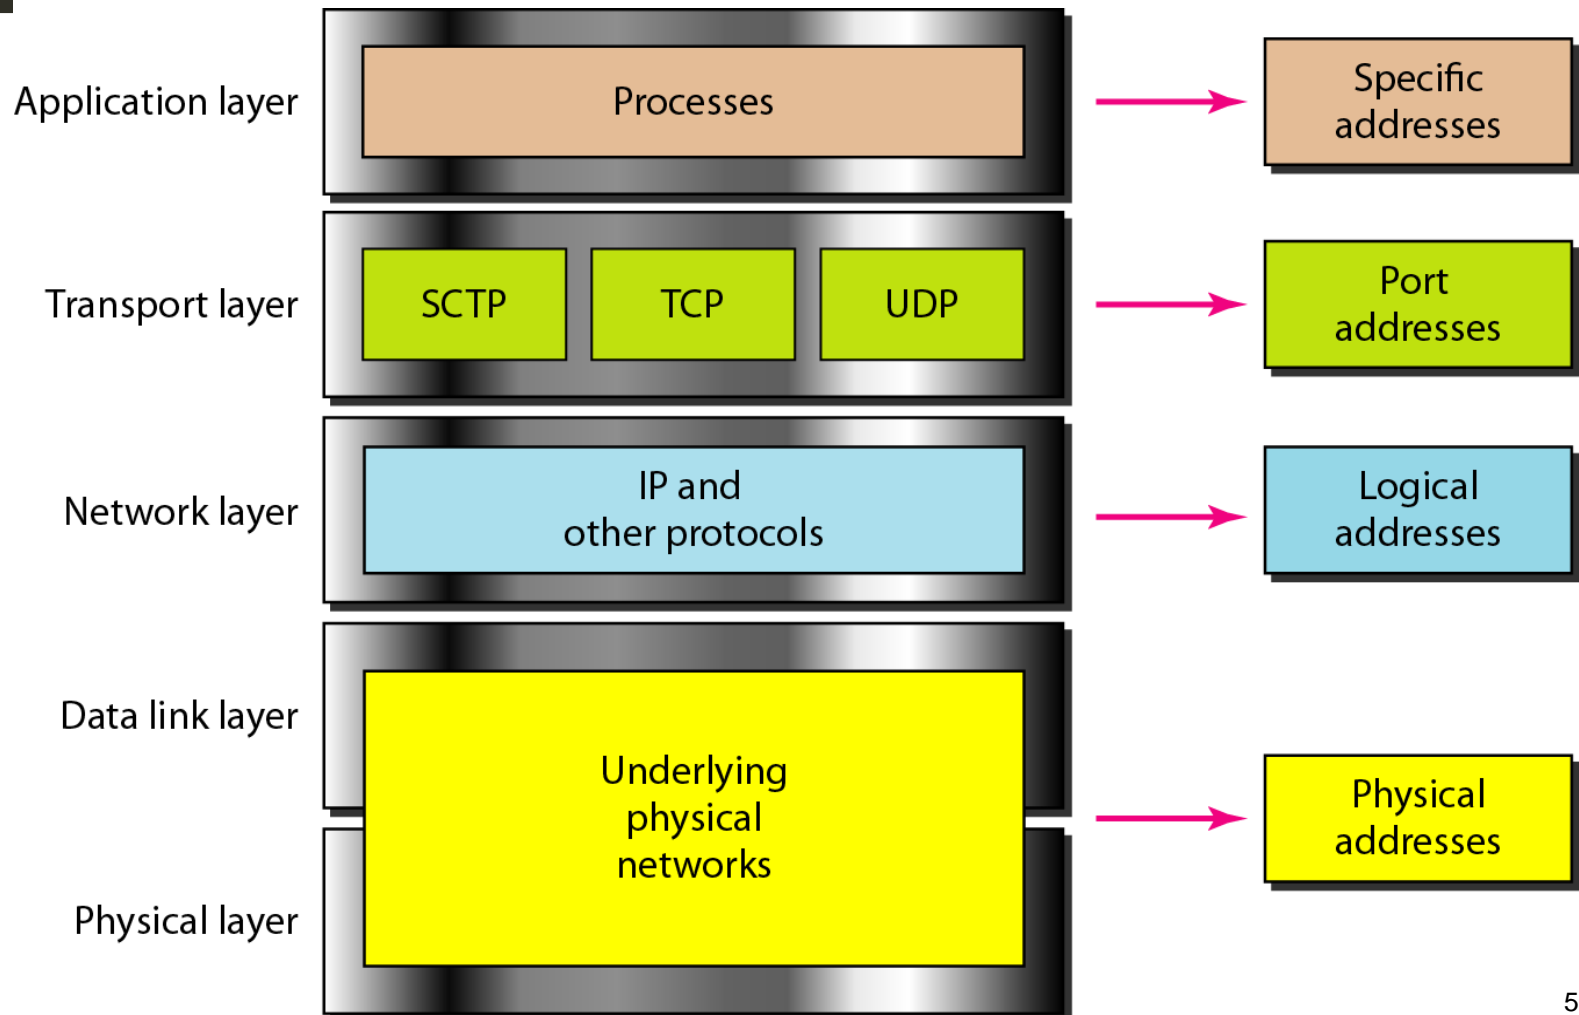 Application layer
Processes
Specific
addresses
Transport layer
SCTP
TCP
UDP
Port
addresses
Network layer
IP and
other protocols
Logical
addresses
Data link layer
Underlying
physical
networks
Physical
addresses
Physical layer
5